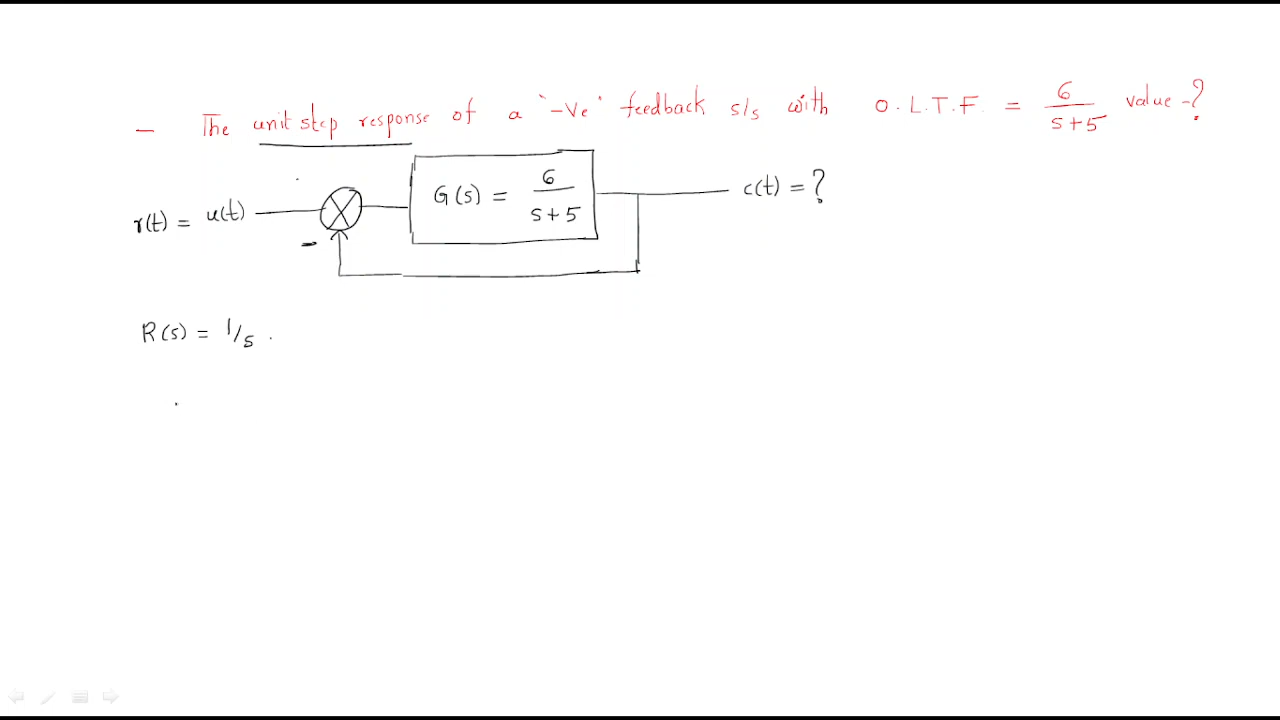 – The unit step response of a '-Ve' feedback s/s with O.L.T.F. = 6/(s+5) value -?
r(t) = u(t)
G(s) = 6/(s+5)
c(t) = ?
-
R(s) = 1/s.